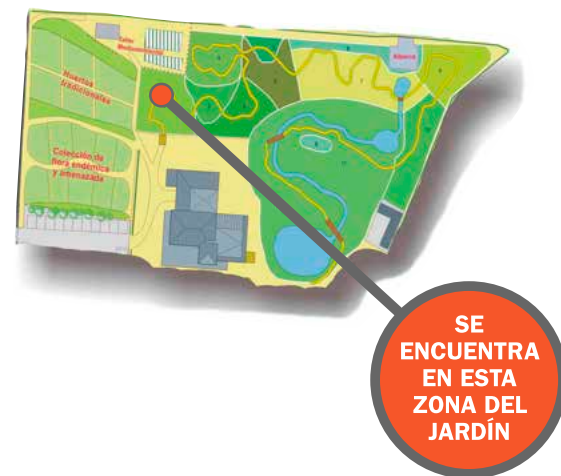 Huertos
tradicionales
Colección de
flora endémica
y amenazada
SE
ENCUENTRA
EN ESTA
ZONA DEL
JARDÍN